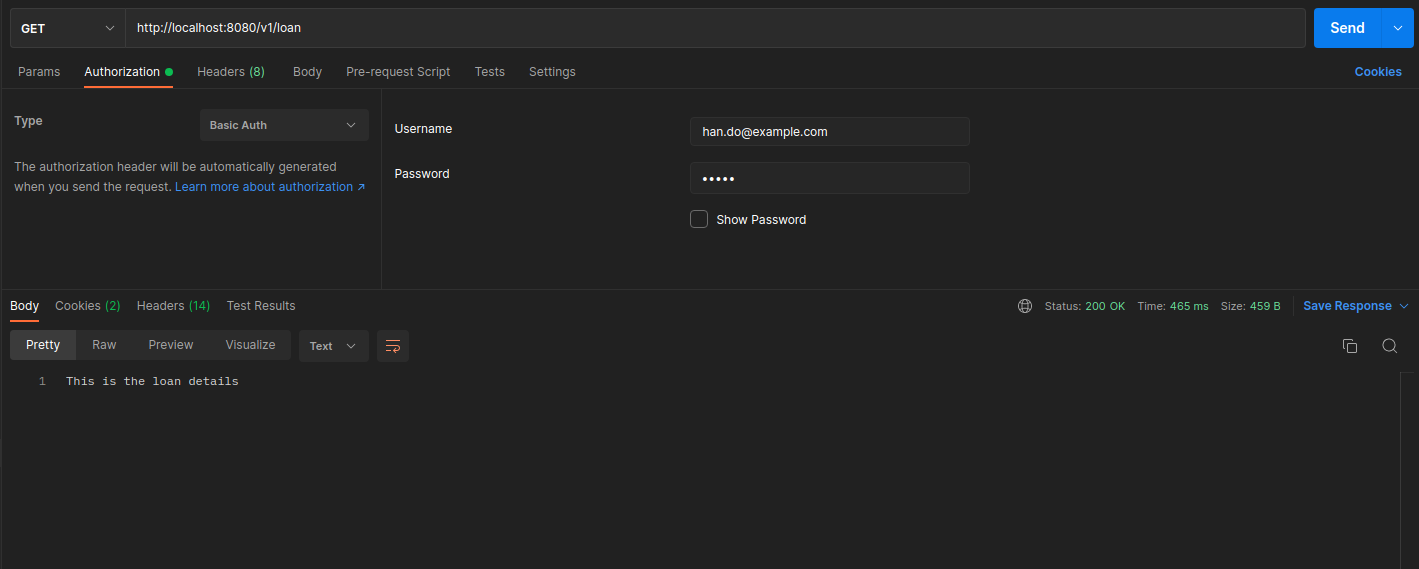 GET http://localhost:8080/v1/loan Send
Params Authorization Headers (8) Body Pre-request Script Tests Settings Cookies
Type Basic Auth
The authorization header will be automatically generated
when you send the request. Learn more about authorization ↗
Username han.do@example.com
Password •••••
Show Password
Body Cookies (2) Headers (14) Test Results Status: 200 OK Time: 465 ms Size: 459 B Save Response
Pretty Raw Preview Visualize Text
1 This is the loan details